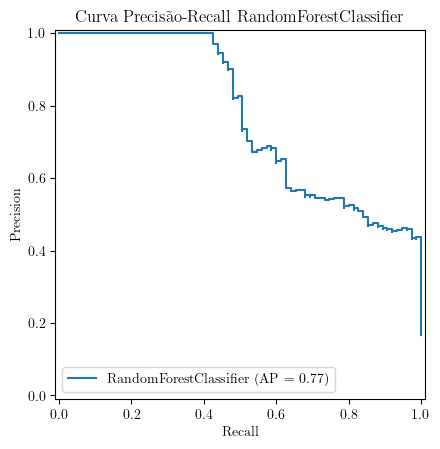 Curva Precisão-Recall RandomForestClassifier
1.0
0.8
0.6
0.4
0.2
0.0
Precision
RandomForestClassifier (AP = 0.77)
0.0 0.2 0.4 0.6 0.8 1.0
Recall